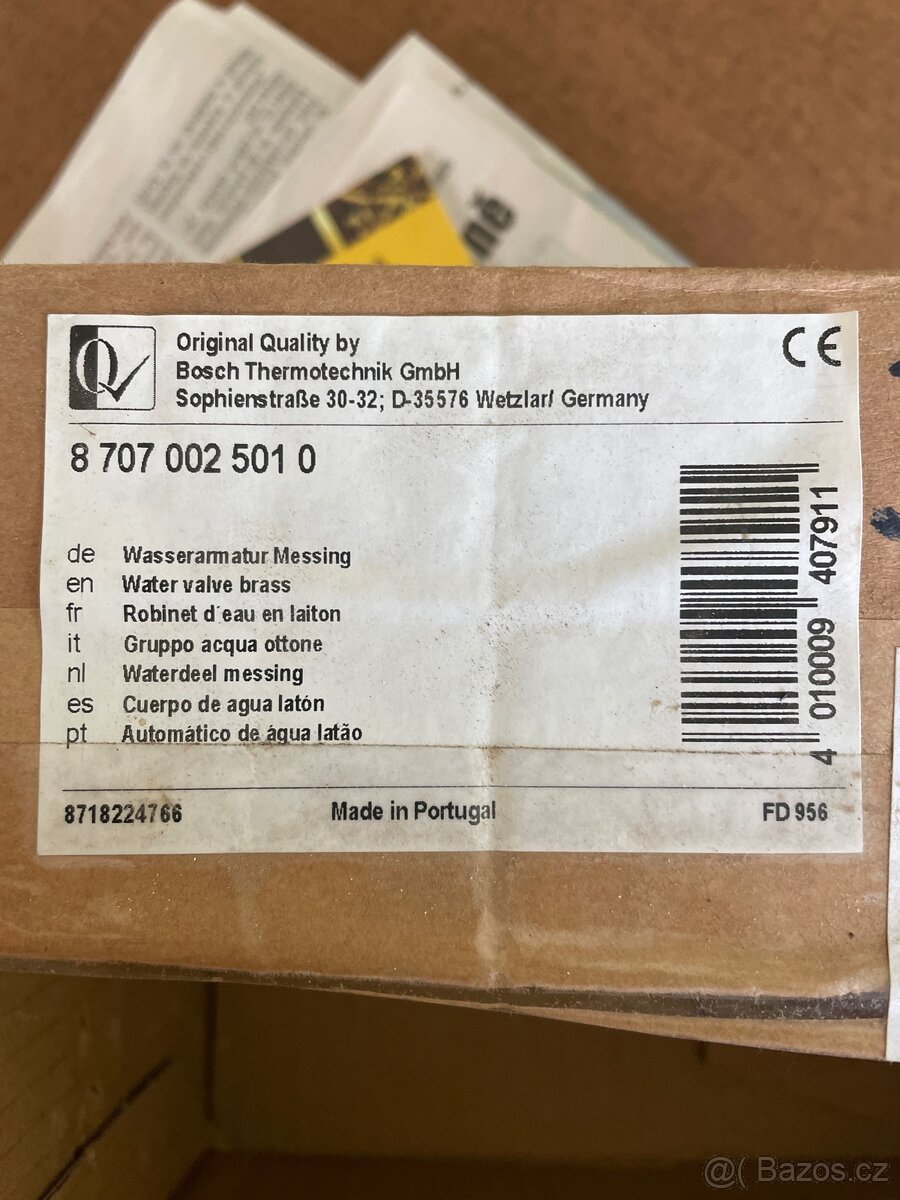 né
Original Quality by
Bosch Thermotechnik GmbH
Sophienstraße 30-32; D-35576 Wetzlar/ Germany
CE
8 707 002 501 0
de Wasserarmatur Messing
en Water valve brass
fr Robinet d´eau en laiton
it Gruppo acqua ottone
nl Waterdeel messing
es Cuerpo de agua latón
pt Automático de água latão
4 010009 407911
8718224766 Made in Portugal FD 956
@( Bazos.cz